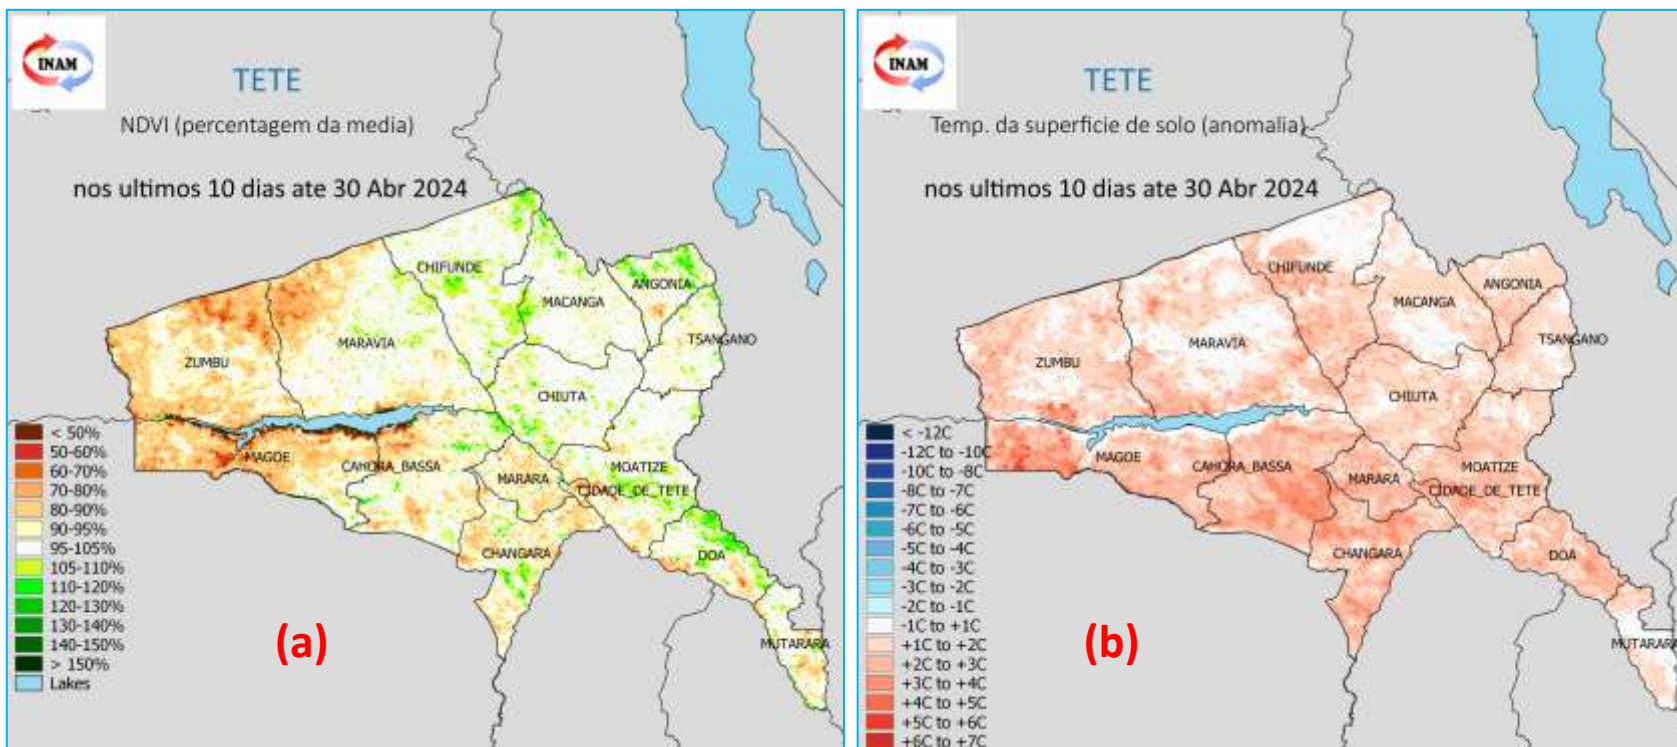 INAM
TETE
NDVI (percentagem da media)
nos ultimos 10 dias ate 30 Abr 2024
CHIFUNDE
ANGONIA
MACANGA
TSANGANO
MARAVIA
ZUMBU
CHIUTA
MAGOE
CAHORA_BASSA
MOATIZE
MARARA
CIDADE_DE_TETE
CHANGARA
DOA
MUTARARA
< 50%
50-60%
60-70%
70-80%
80-90%
90-95%
95-105%
105-110%
110-120%
120-130%
130-140%
140-150%
> 150%
Lakes
(a)
INAM
TETE
Temp. da superficie de solo (anomalia)
nos ultimos 10 dias ate 30 Abr 2024
CHIFUNDE
ANGONIA
MACANGA
TSANGANO
MARAVIA
ZUMBU
CHIUTA
MAGOE
CAHORA_BASSA
MOATIZE
MARARA
CIDADE_DE_TETE
CHANGARA
DOA
MUTARARA
< -12C
-12C to -10C
-10C to -8C
-8C to -7C
-7C to -6C
-6C to -5C
-5C to -4C
-4C to -3C
-3C to -2C
-2C to -1C
-1C to +1C
+1C to +2C
+2C to +3C
+3C to +4C
+4C to +5C
+5C to +6C
+6C to +7C
(b)